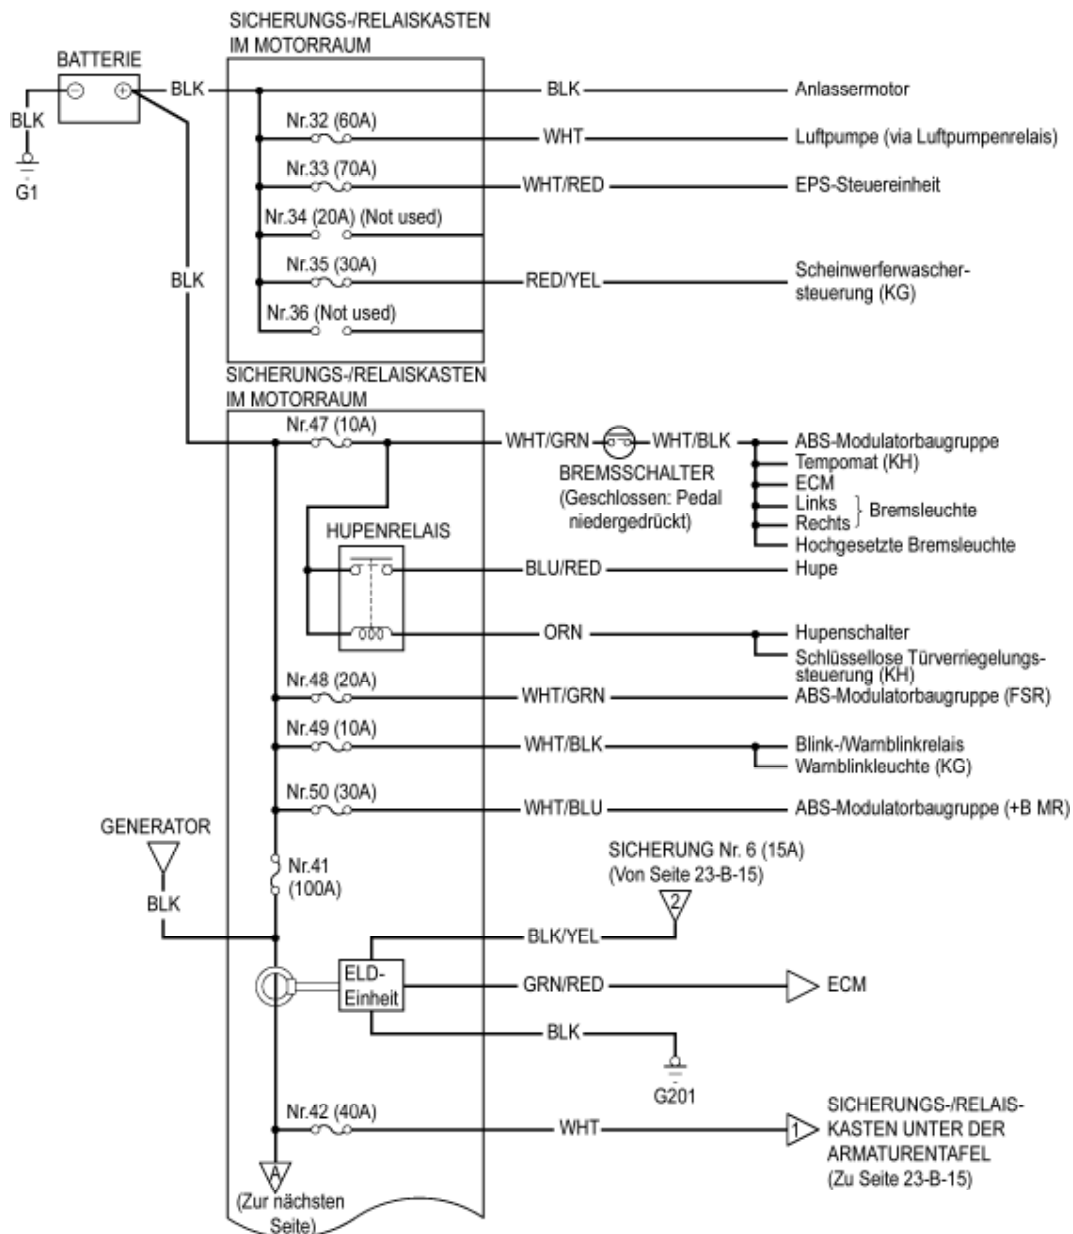 SICHERUNGS-/RELAISKASTEN
IM MOTORRAUM
BATTERIE
BLK
BLK
Anlassermotor
BLK
G1
Nr.32 (60A)
WHT
Luftpumpe (via Luftpumpenrelais)
Nr.33 (70A)
WHT/RED
EPS-Steuereinheit
Nr.34 (20A) (Not used)
BLK
Nr.35 (30A)
RED/YEL
Scheinwerferwascher-
steuerung (KG)
Nr.36 (Not used)
SICHERUNGS-/RELAISKASTEN
IM MOTORRAUM
Nr.47 (10A)
WHT/GRN
WHT/BLK
BREMSSCHALTER
(Geschlossen: Pedal
niedergedrückt)
ABS-Modulatorbaugruppe
Tempomat (KH)
ECM
Links
Rechts
Bremsleuchte
Hochgesetzte Bremsleuchte
HUPENRELAIS
BLU/RED
Hupe
ORN
Hupenschalter
Schlüssellose Türverriegelungs-
steuerung (KH)
Nr.48 (20A)
WHT/GRN
ABS-Modulatorbaugruppe (FSR)
Nr.49 (10A)
WHT/BLK
Blink-/Warnblinkrelais
Warnblinkleuchte (KG)
Nr.50 (30A)
WHT/BLU
ABS-Modulatorbaugruppe (+B MR)
GENERATOR
BLK
Nr.41
(100A)
SICHERUNG Nr. 6 (15A)
(Von Seite 23-B-15)
2
BLK/YEL
ELD-
Einheit
GRN/RED
ECM
BLK
G201
Nr.42 (40A)
WHT
1
SICHERUNGS-/RELAIS-
KASTEN UNTER DER
ARMATURENTAFEL
(Zu Seite 23-B-15)
A
(Zur nächsten
Seite)